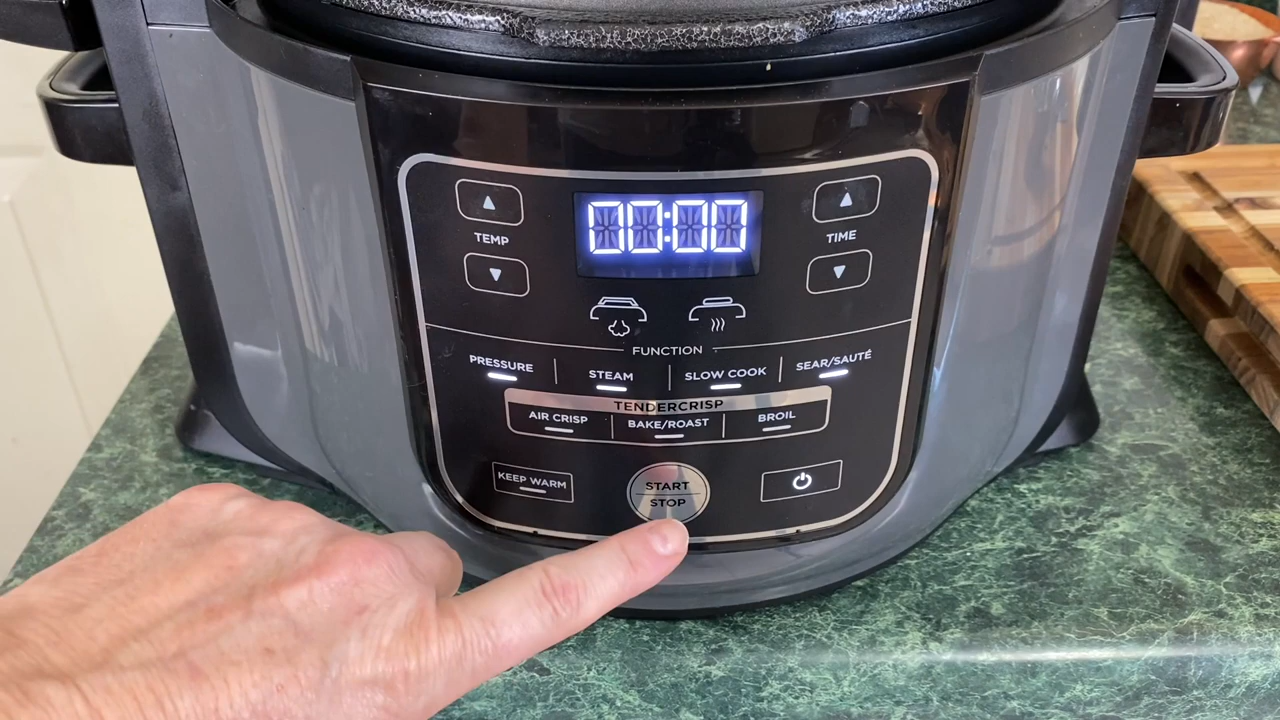 00:00
TEMP
TIME
FUNCTION
PRESSURE
STEAM
SLOW COOK
SEAR/SAUTÉ
TENDERCRISP
AIR CRISP
BAKE/ROAST
BROIL
KEEP WARM
START
STOP